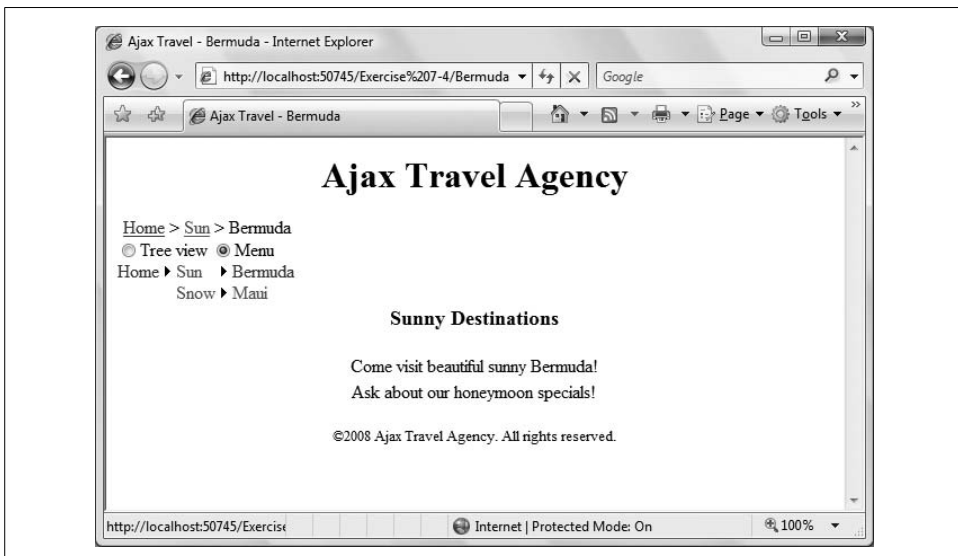 Ajax Travel - Bermuda - Internet Explorer
http://localhost:50745/Exercise%207-4/Bermuda
Google
Ajax Travel - Bermuda
Page Tools
Ajax Travel Agency
Home > Sun > Bermuda
Tree view Menu
Home Sun Bermuda
Snow Maui
Sunny Destinations
Come visit beautiful sunny Bermuda!
Ask about our honeymoon specials!
©2008 Ajax Travel Agency. All rights reserved.
http://localhost:50745/Exercise Internet | Protected Mode: On 100%